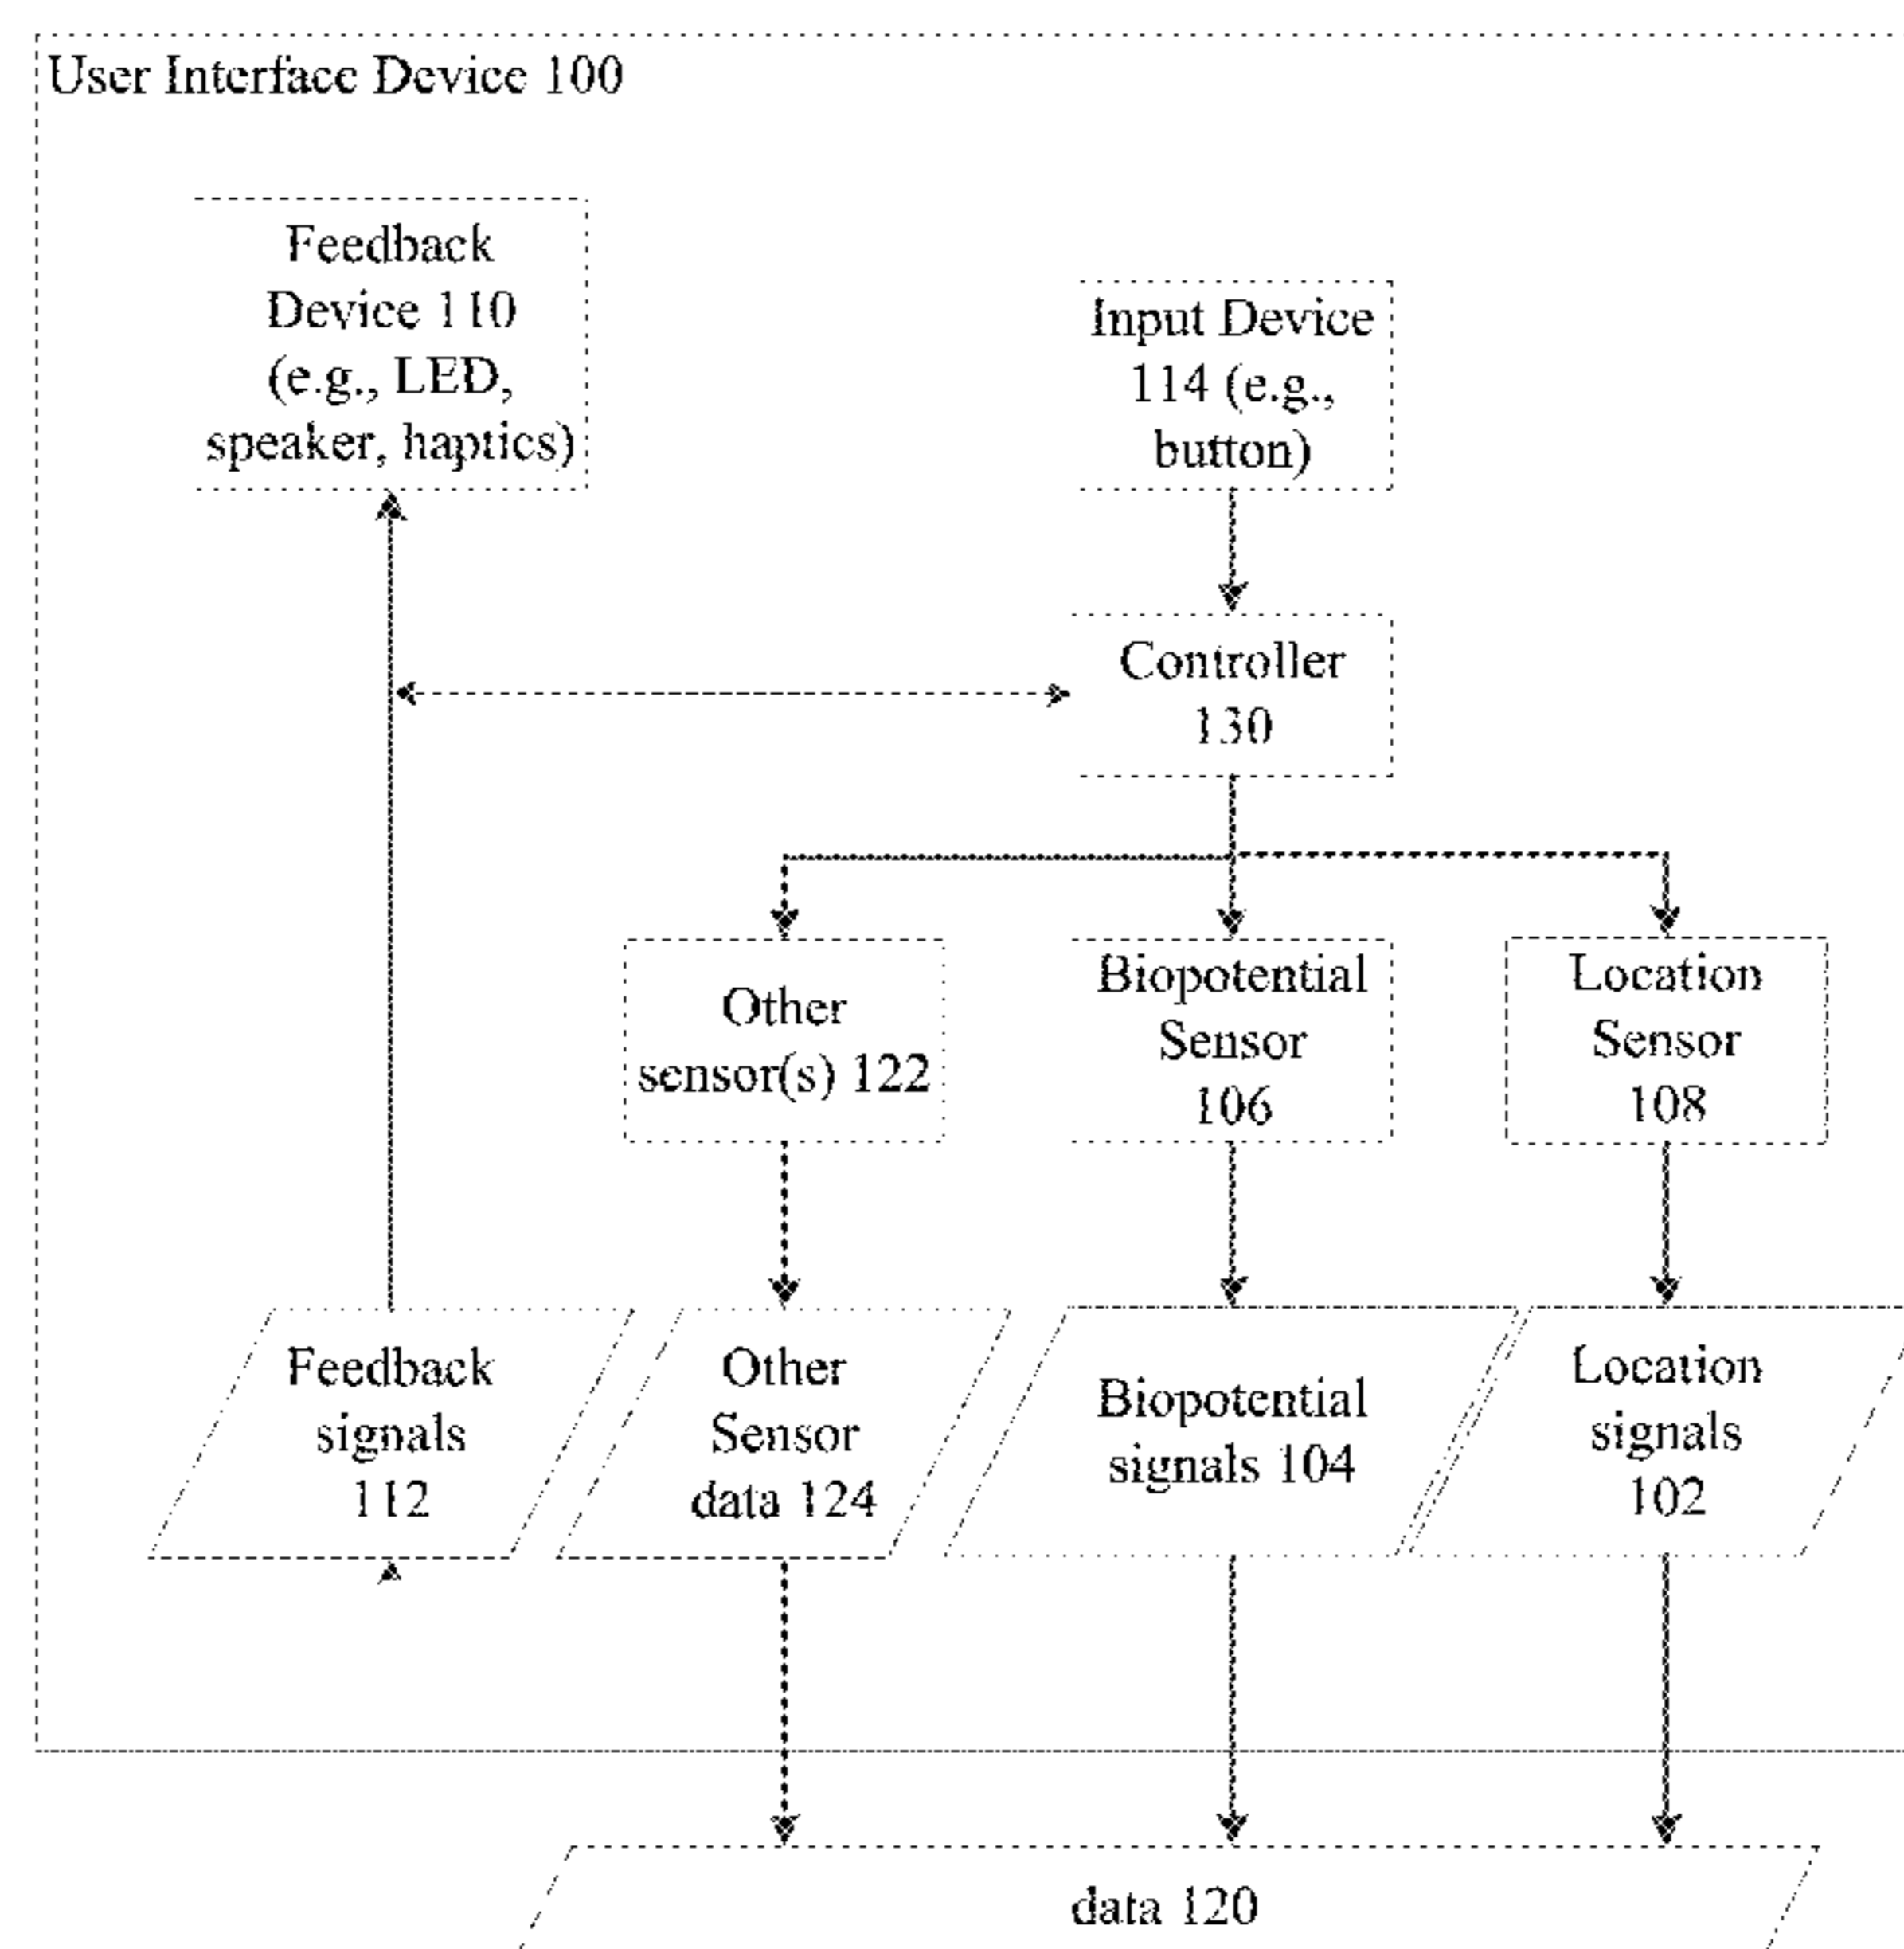 User Interface Device 100
Feedback
Device 110
(e.g., LED,
speaker, haptics)
Input Device
114 (e.g.,
button)
Controller
130
Other
sensor(s) 122
Biopotential
Sensor
106
Location
Sensor
108
Feedback
signals
112
Other
Sensor
data 124
Biopotential
signals 104
Location
signals
102
data 120